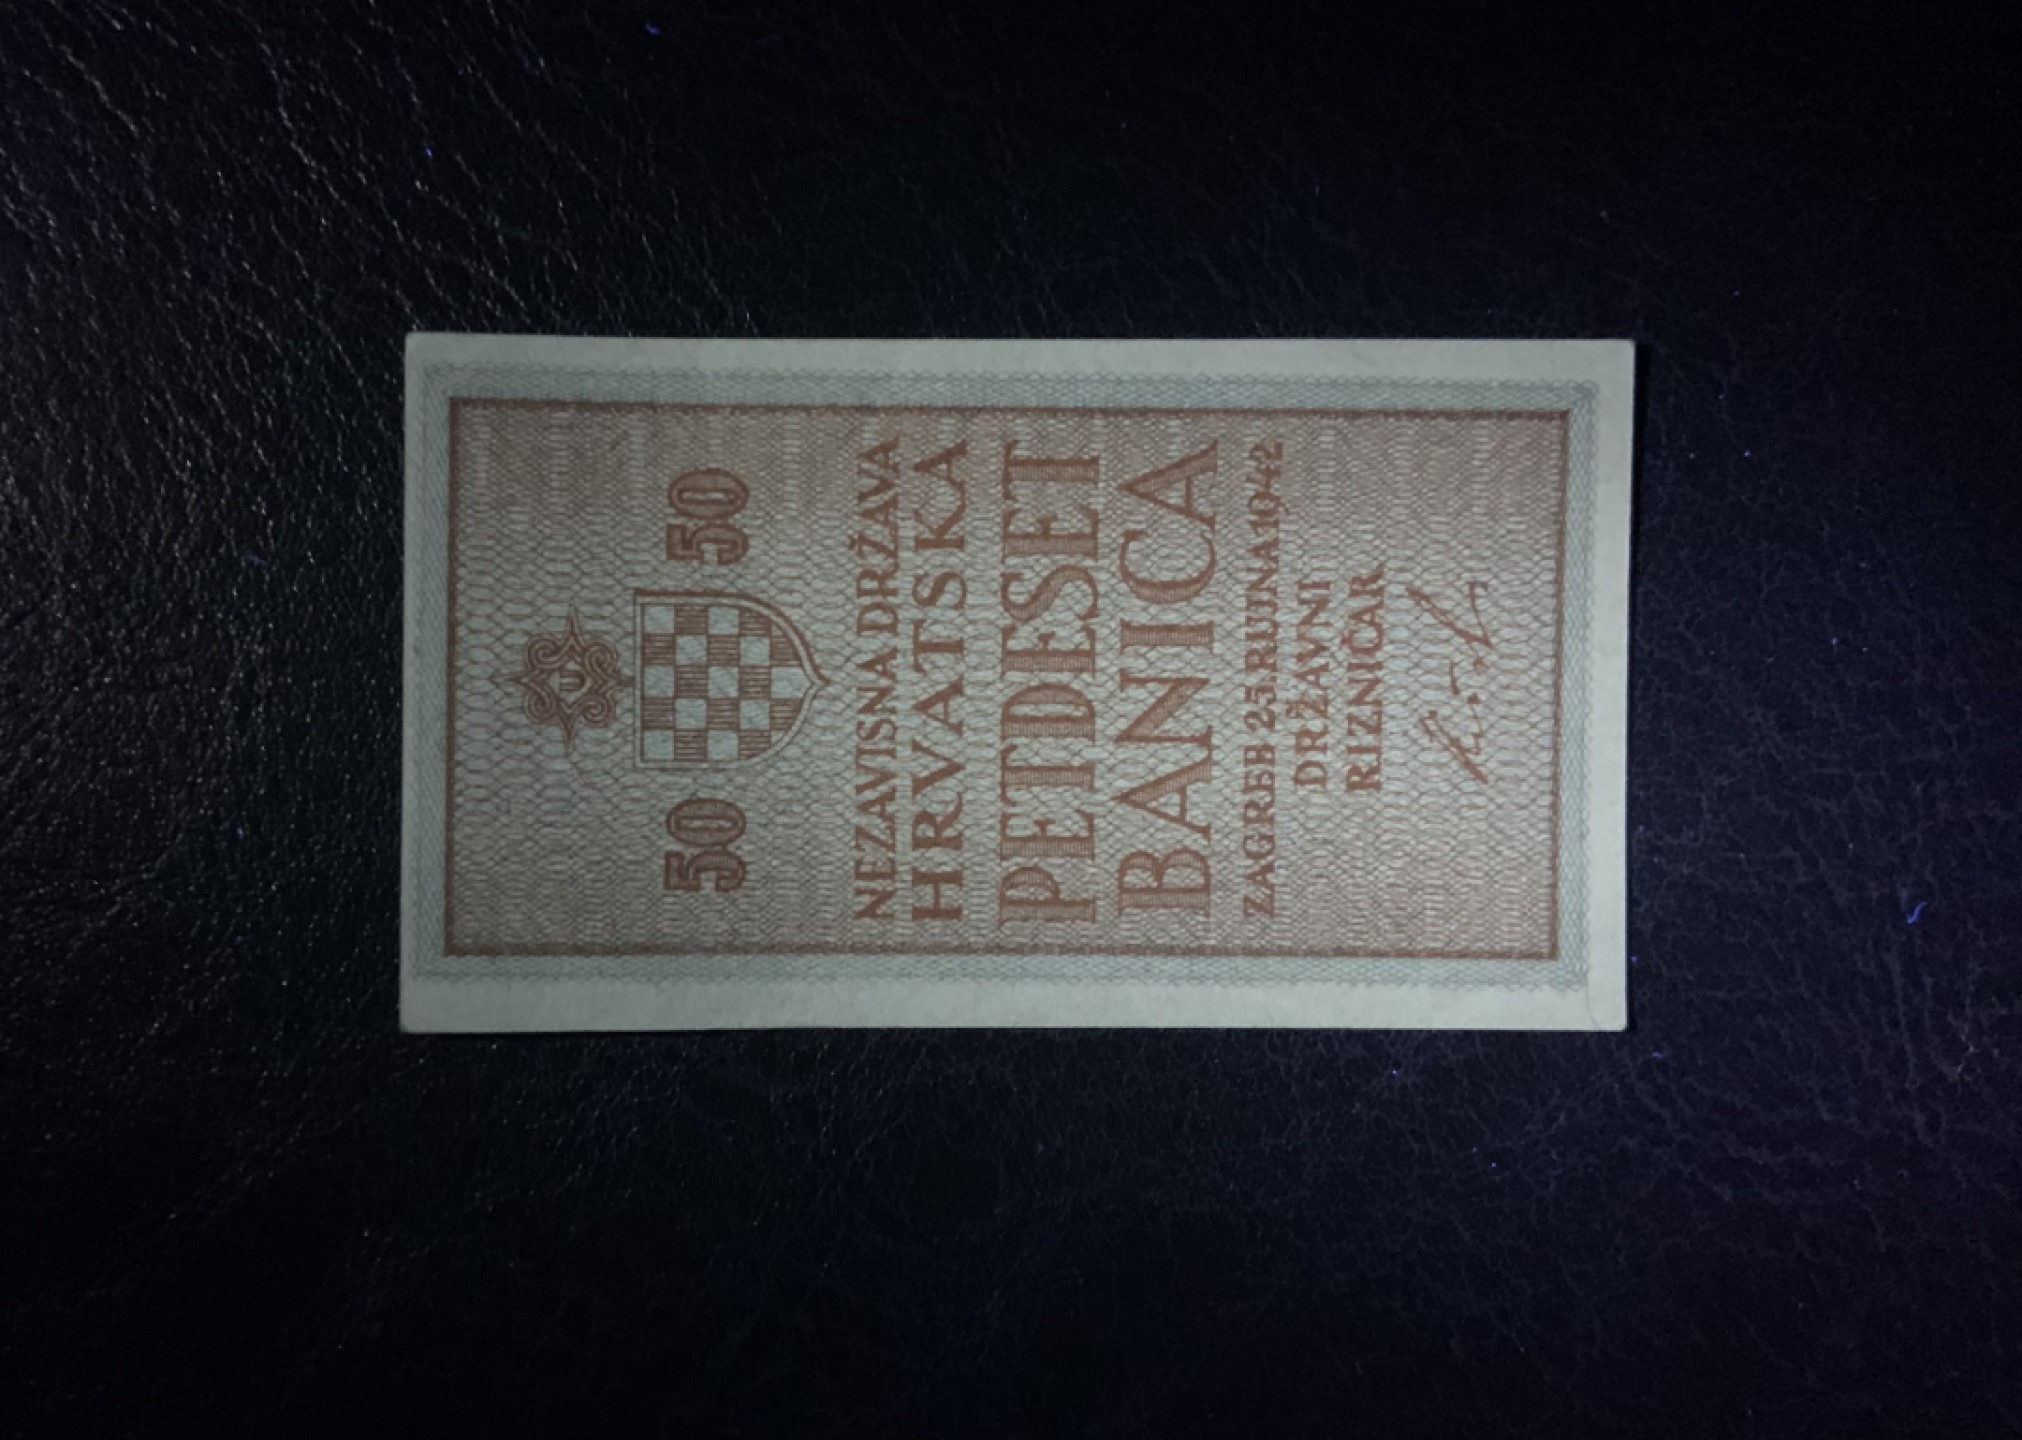 U
50 50
NEZAVISNA DRŽAVA
HRVATSKA
PETDESET
BANICA
ZAGREB 25. RUJNA 1942
DRŽAVNI
RIZNIČAR